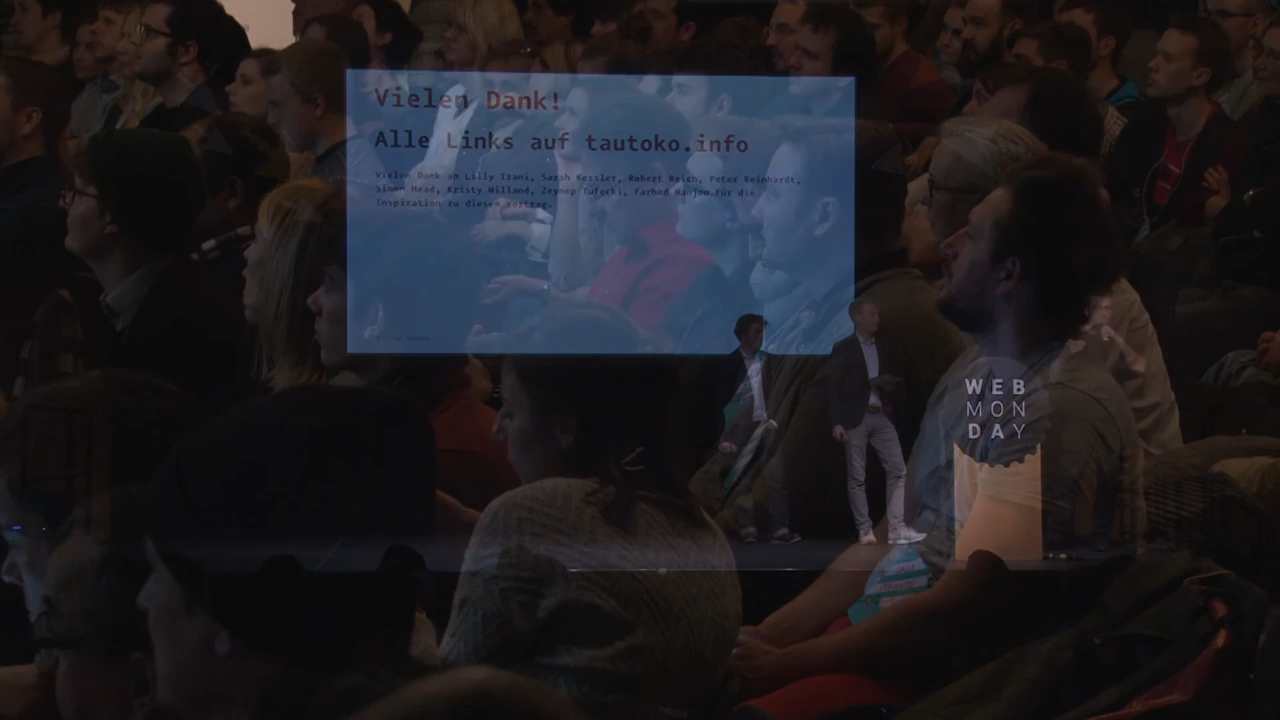 Vielen Dank!
Alle Links auf tautoko.info
Vielen Dank an Lilly Irani, Sarah Kessler, Robert Reich, Peter Reinhardt,
Simon Head, Kristy Milland, Zeynep Tufecki, Farhad Manjoo für die
Inspiration zu diesem Vortrag.
WEB
MON
DAY